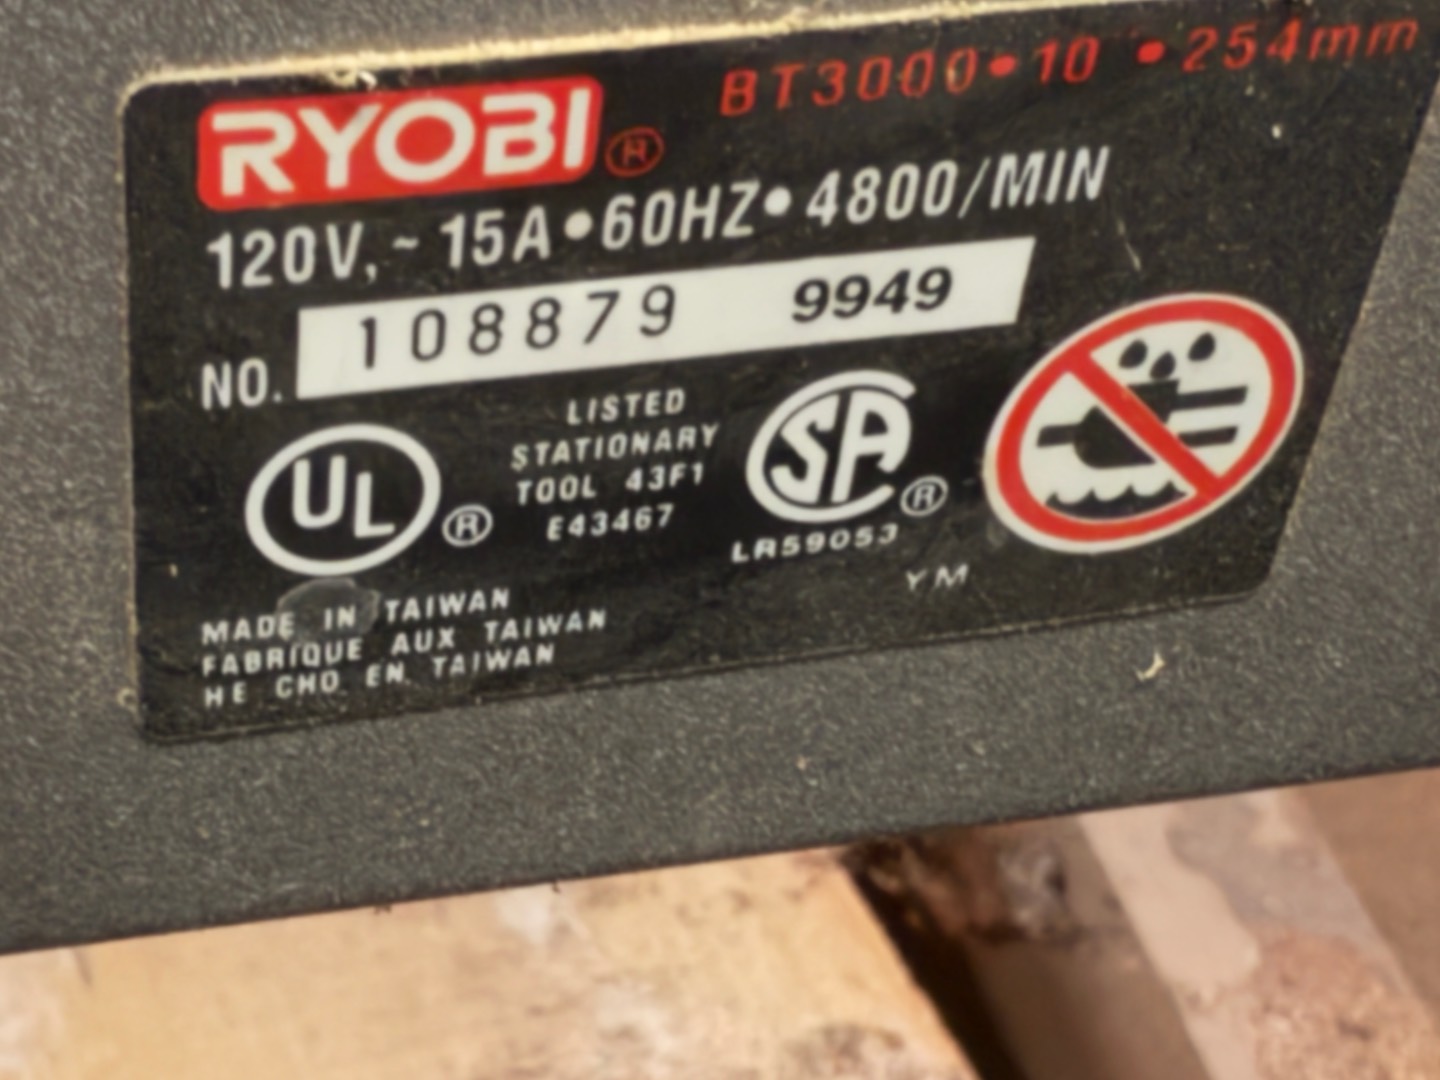 RYOBI® BT3000•10 •254mm
120V,~ 15A•60HZ•4800/MIN
NO. 108879 9949
UL® LISTED
STATIONARY
TOOL 43F1
E43467
SA®
LR59053
YM
MADE IN TAIWAN
FABRIQUE AUX TAIWAN
HE CHO EN TAIWAN